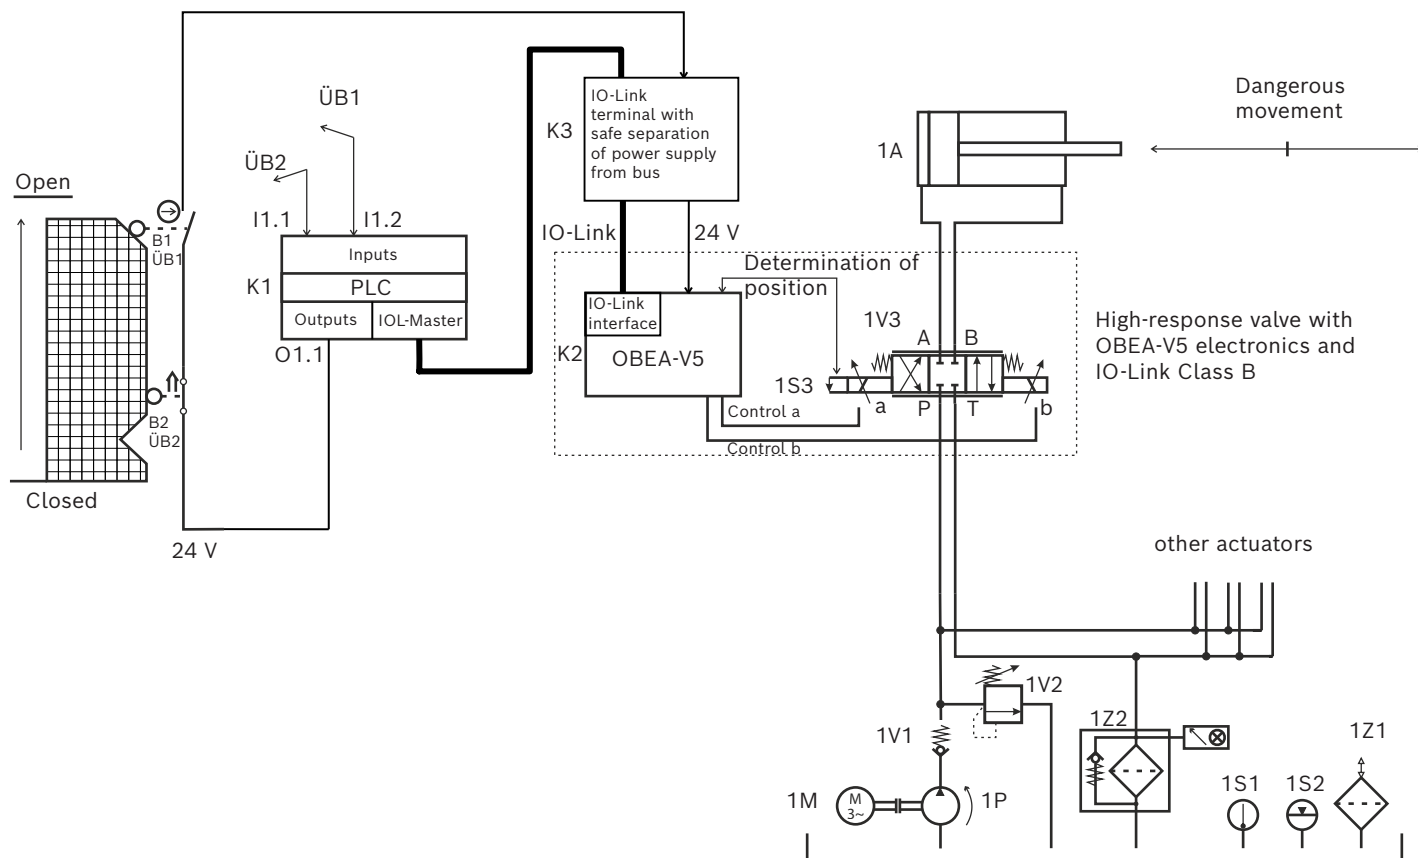 ÜB1
ÜB2
Open
I1.1
I1.2
B1
ÜB1
Inputs
K1
PLC
Outputs
IOL-Master
O1.1
B2
ÜB2
Closed
24 V
IO-Link
terminal with
safe separation
of power supply
from bus
K3
IO-Link
24 V
Determination of
position
IO-Link
interface
K2
OBEA-V5
Control a
Control b
1A
Dangerous
movement
1V3
A
B
1S3
a
P
T
b
High-response valve with
OBEA-V5 electronics and
IO-Link Class B
other actuators
1V2
1V1
1Z2
1Z1
1M
M
3~
1P
1S1
1S2